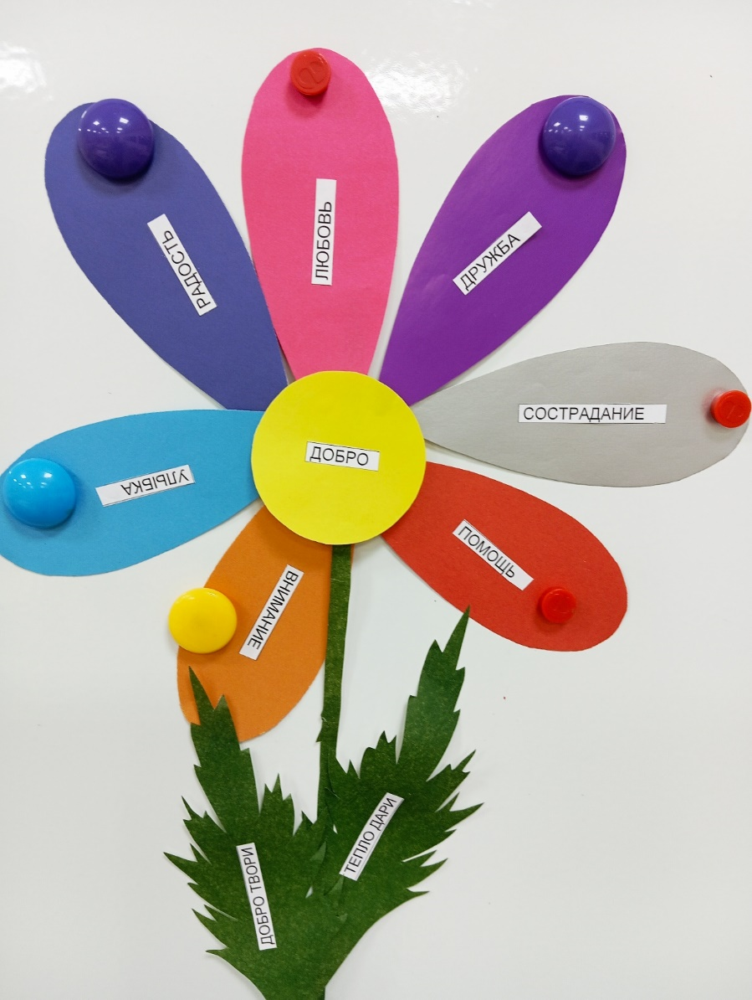 РАДОСТЬ
ЛЮБОВЬ
ДРУЖБА
СОСТРАДАНИЕ
ПОМОЩЬ
ВНИМАНИЕ
УЛЫБКА
ДОБРО
ДОБРО ТВОРИ
ТЕПЛО ДАРИ